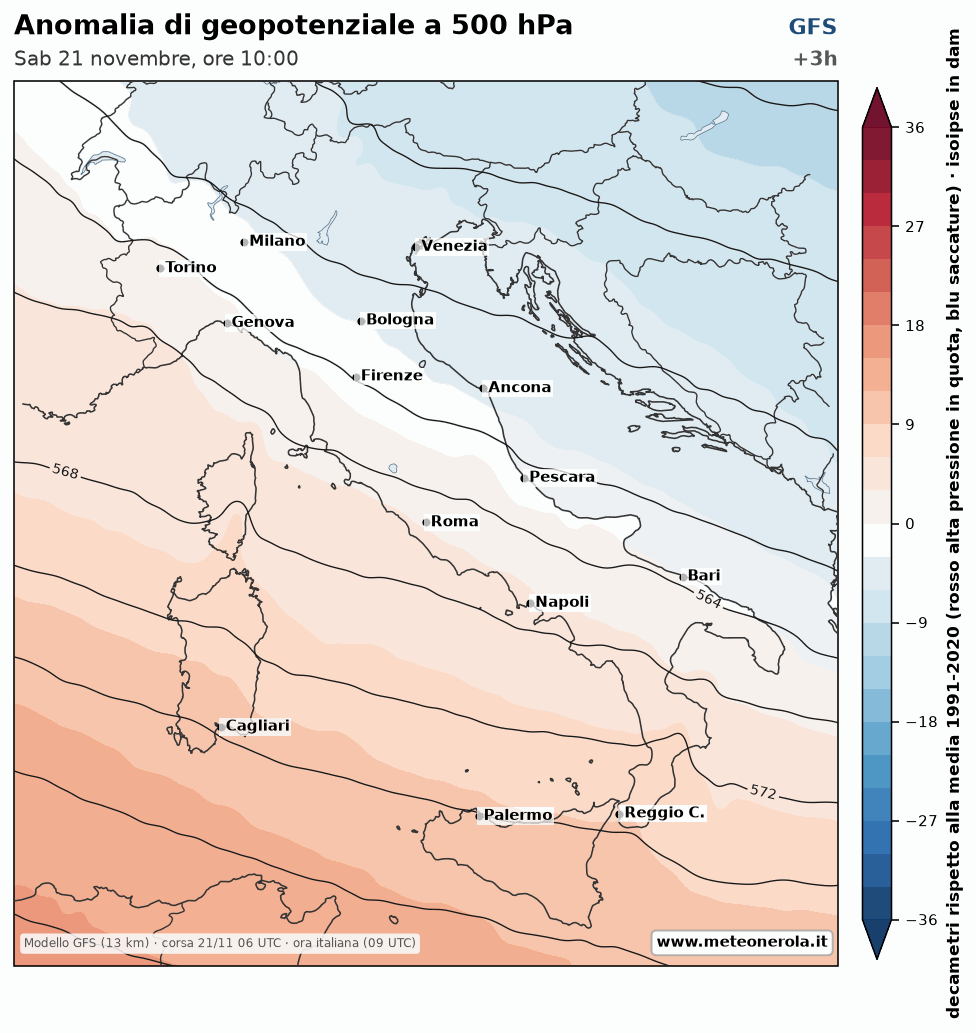 Anomalia di geopotenziale a 500 hPa
GFS
Sab 21 novembre, ore 10:00
+3h
Milano
Venezia
Torino
Genova
Bologna
Firenze
Ancona
568
Pescara
Roma
Bari
564
Napoli
Cagliari
572
Palermo
Reggio C.
36
27
18
9
0
−9
−18
−27
−36
decametri rispetto alla media 1991-2020 (rosso alta pressione in quota, blu saccature) · isoipse in dam
Modello GFS (13 km) · corsa 21/11 06 UTC · ora italiana (09 UTC)
www.meteonerola.it